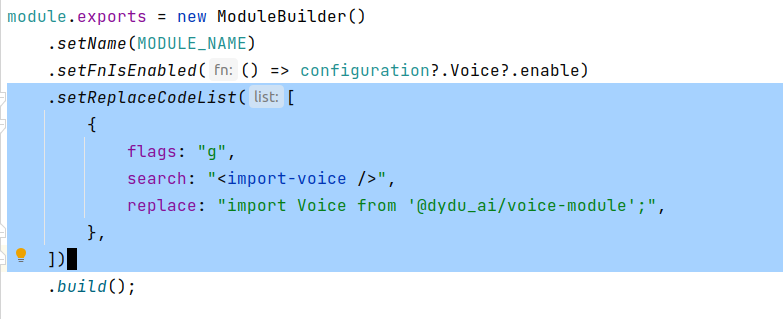 module.exports = new ModuleBuilder()
    .setName(MODULE_NAME)
    .setFnIsEnabled( fn: () => configuration?.Voice?.enable)
    .setReplaceCodeList( list: [
        {
            flags: "g",
            search: "<import-voice />",
            replace: "import Voice from '@dydu_ai/voice-module';",
        },
    ])
    .build();